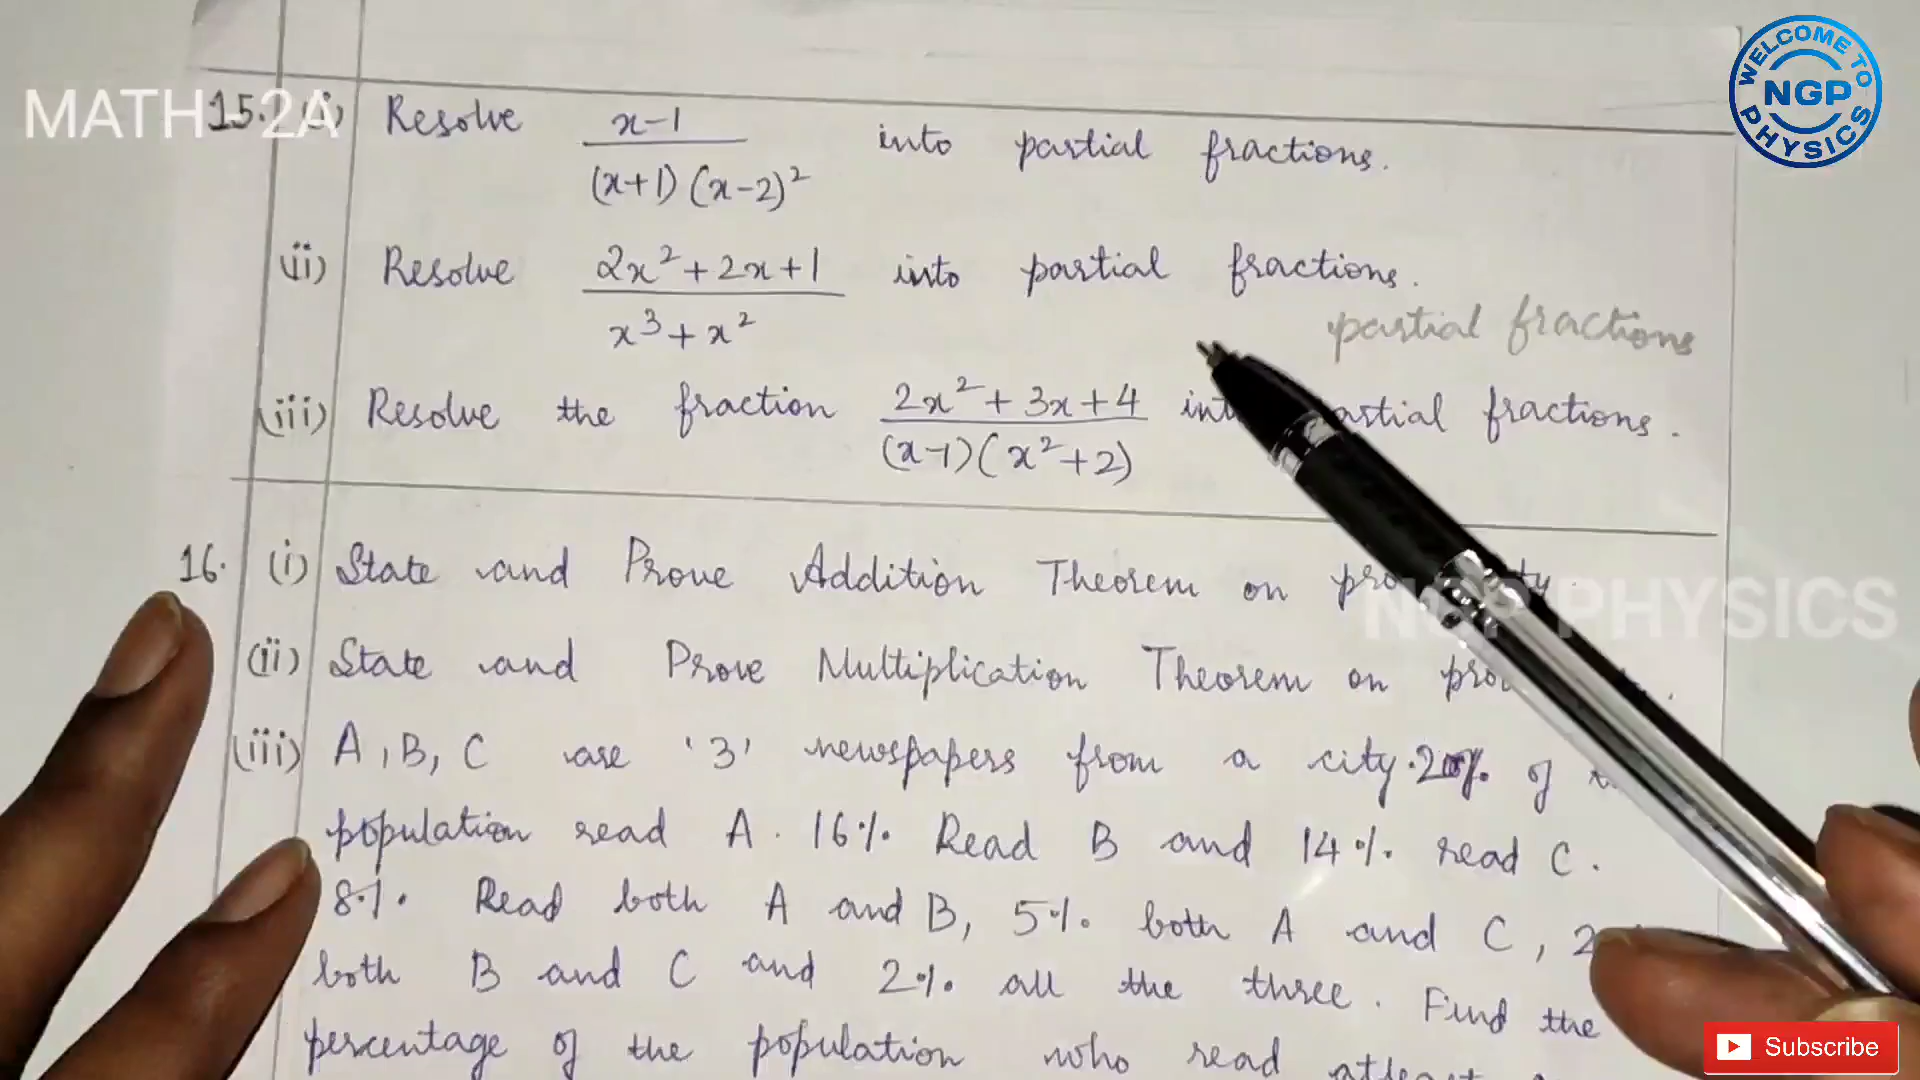 MATH - 2A
WELCOME TO
NGP
PHYSICS
15. (i) Resolve x-1 / (x+1)(x-2)² into partial fractions.
(ii) Resolve 2x²+2x+1 / x³+x² into partial fractions.
partial fractions
(iii) Resolve the fraction 2x²+3x+4 / (x-1)(x²+2) partial fractions.
16. (i) State and Prove Addition Theorem on
NGP PHYSICS
(ii) State and Prove Multiplication Theorem on
(iii) A, B, C are '3' newspapers from a city. 20% of
population read A. 16% Read B and 14% read C.
8% Read both A and B, 5% both A and C,
both B and C and 2% all the three. Find the
percentage of the population who read atleast
Subscribe